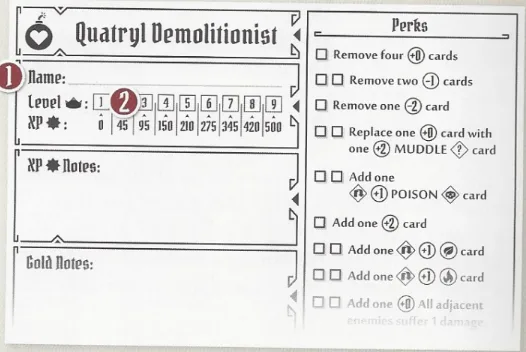 Quatryl Demolitionist
1
Name:
Level : 1 2 3 4 5 6 7 8 9
XP : 0 45 95 150 210 275 345 420 500
XP Notes:
Gold Notes:
Perks
Remove four +0 cards
Remove two -1 cards
Remove one -2 card
Replace one +0 card with
one +2 MUDDLE ? card
Add one
+1 POISON card
Add one +2 card
Add one +1 card
Add one +1 card
Add one +0 All adjacent
enemies suffer 1 damage